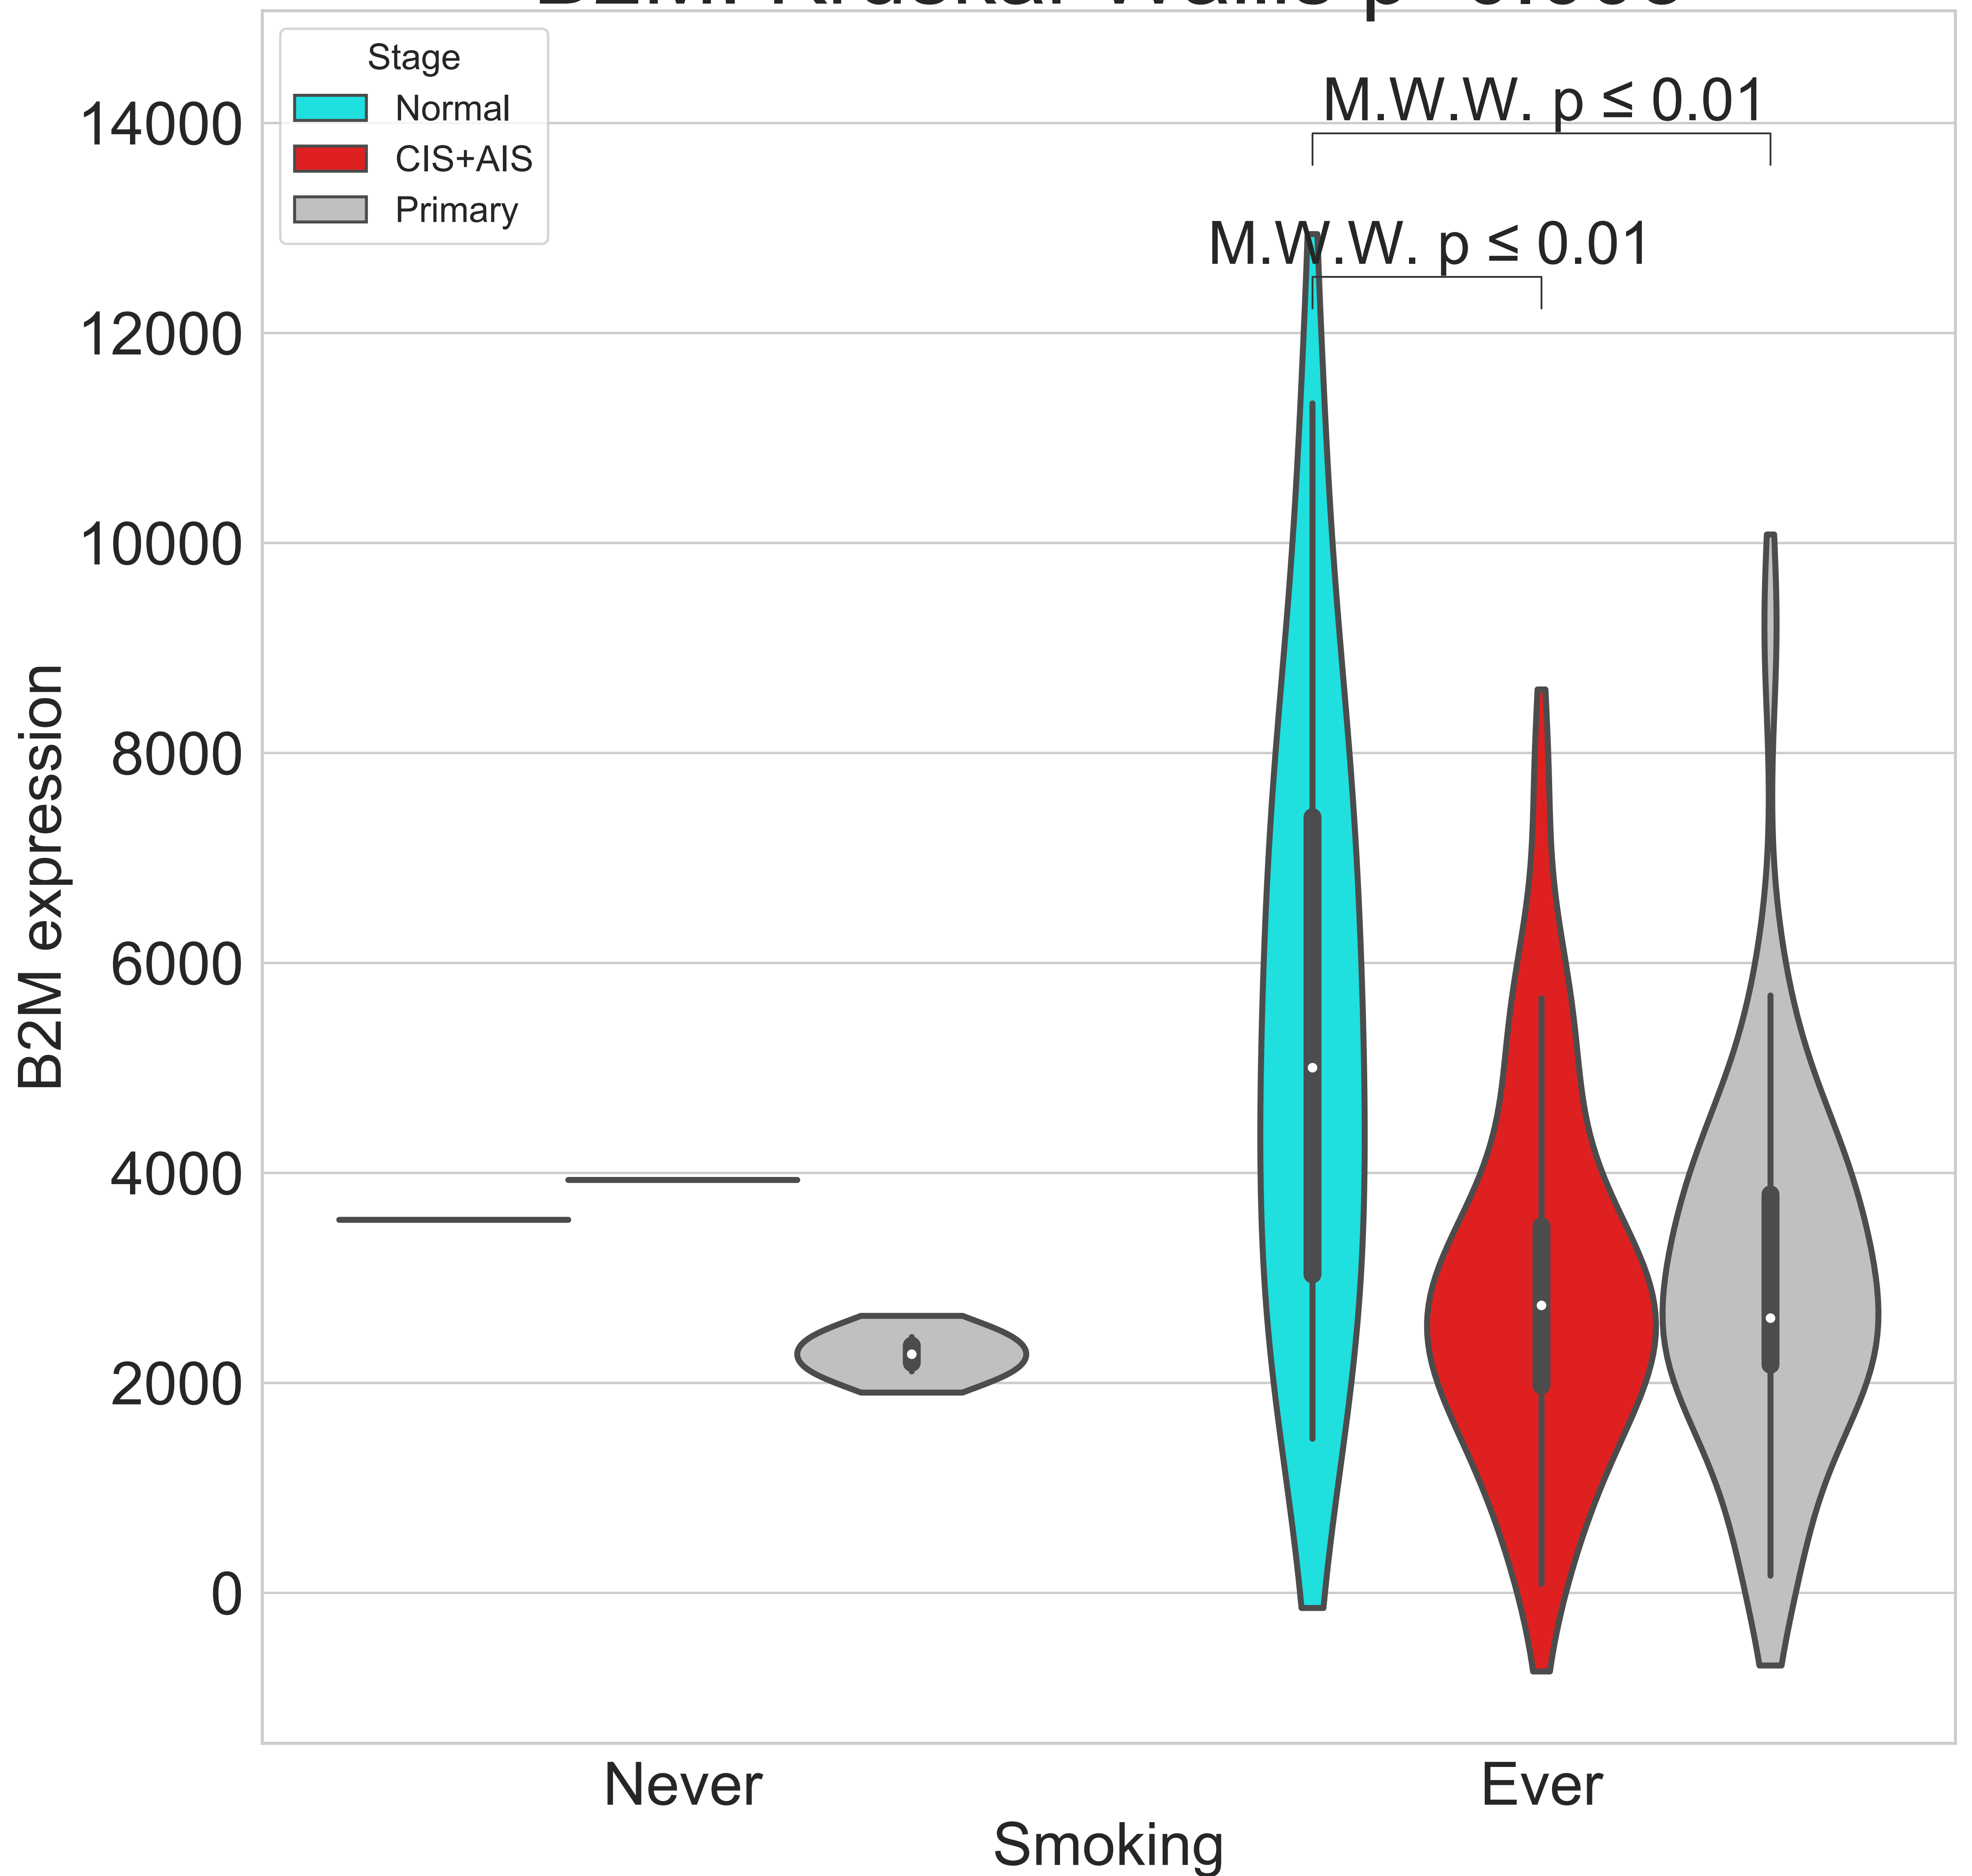 Stage
Normal
CIS+AIS
Primary
M.W.W. p ≤ 0.01
M.W.W. p ≤ 0.01
14000
12000
10000
8000
6000
4000
2000
0
B2M expression
Never
Ever
Smoking